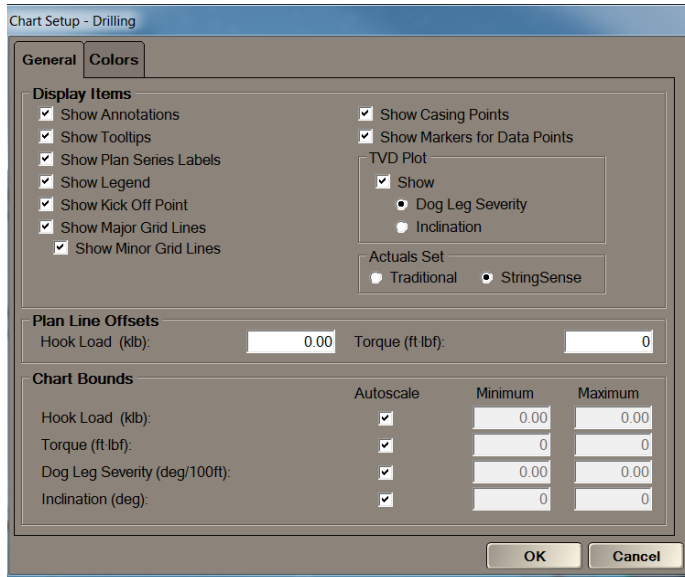 Chart Setup - Drilling
General Colors
Display Items
Show Annotations
Show Tooltips
Show Plan Series Labels
Show Legend
Show Kick Off Point
Show Major Grid Lines
Show Minor Grid Lines
Show Casing Points
Show Markers for Data Points
TVD Plot
Show
Dog Leg Severity
Inclination
Actuals Set
Traditional StringSense
Plan Line Offsets
Hook Load (klb): 0.00 Torque (ft·lbf): 0
Chart Bounds
Autoscale Minimum Maximum
Hook Load (klb): 0.00 0.00
Torque (ft·lbf): 0 0
Dog Leg Severity (deg/100ft): 0.00 0.00
Inclination (deg): 0 0
OK Cancel